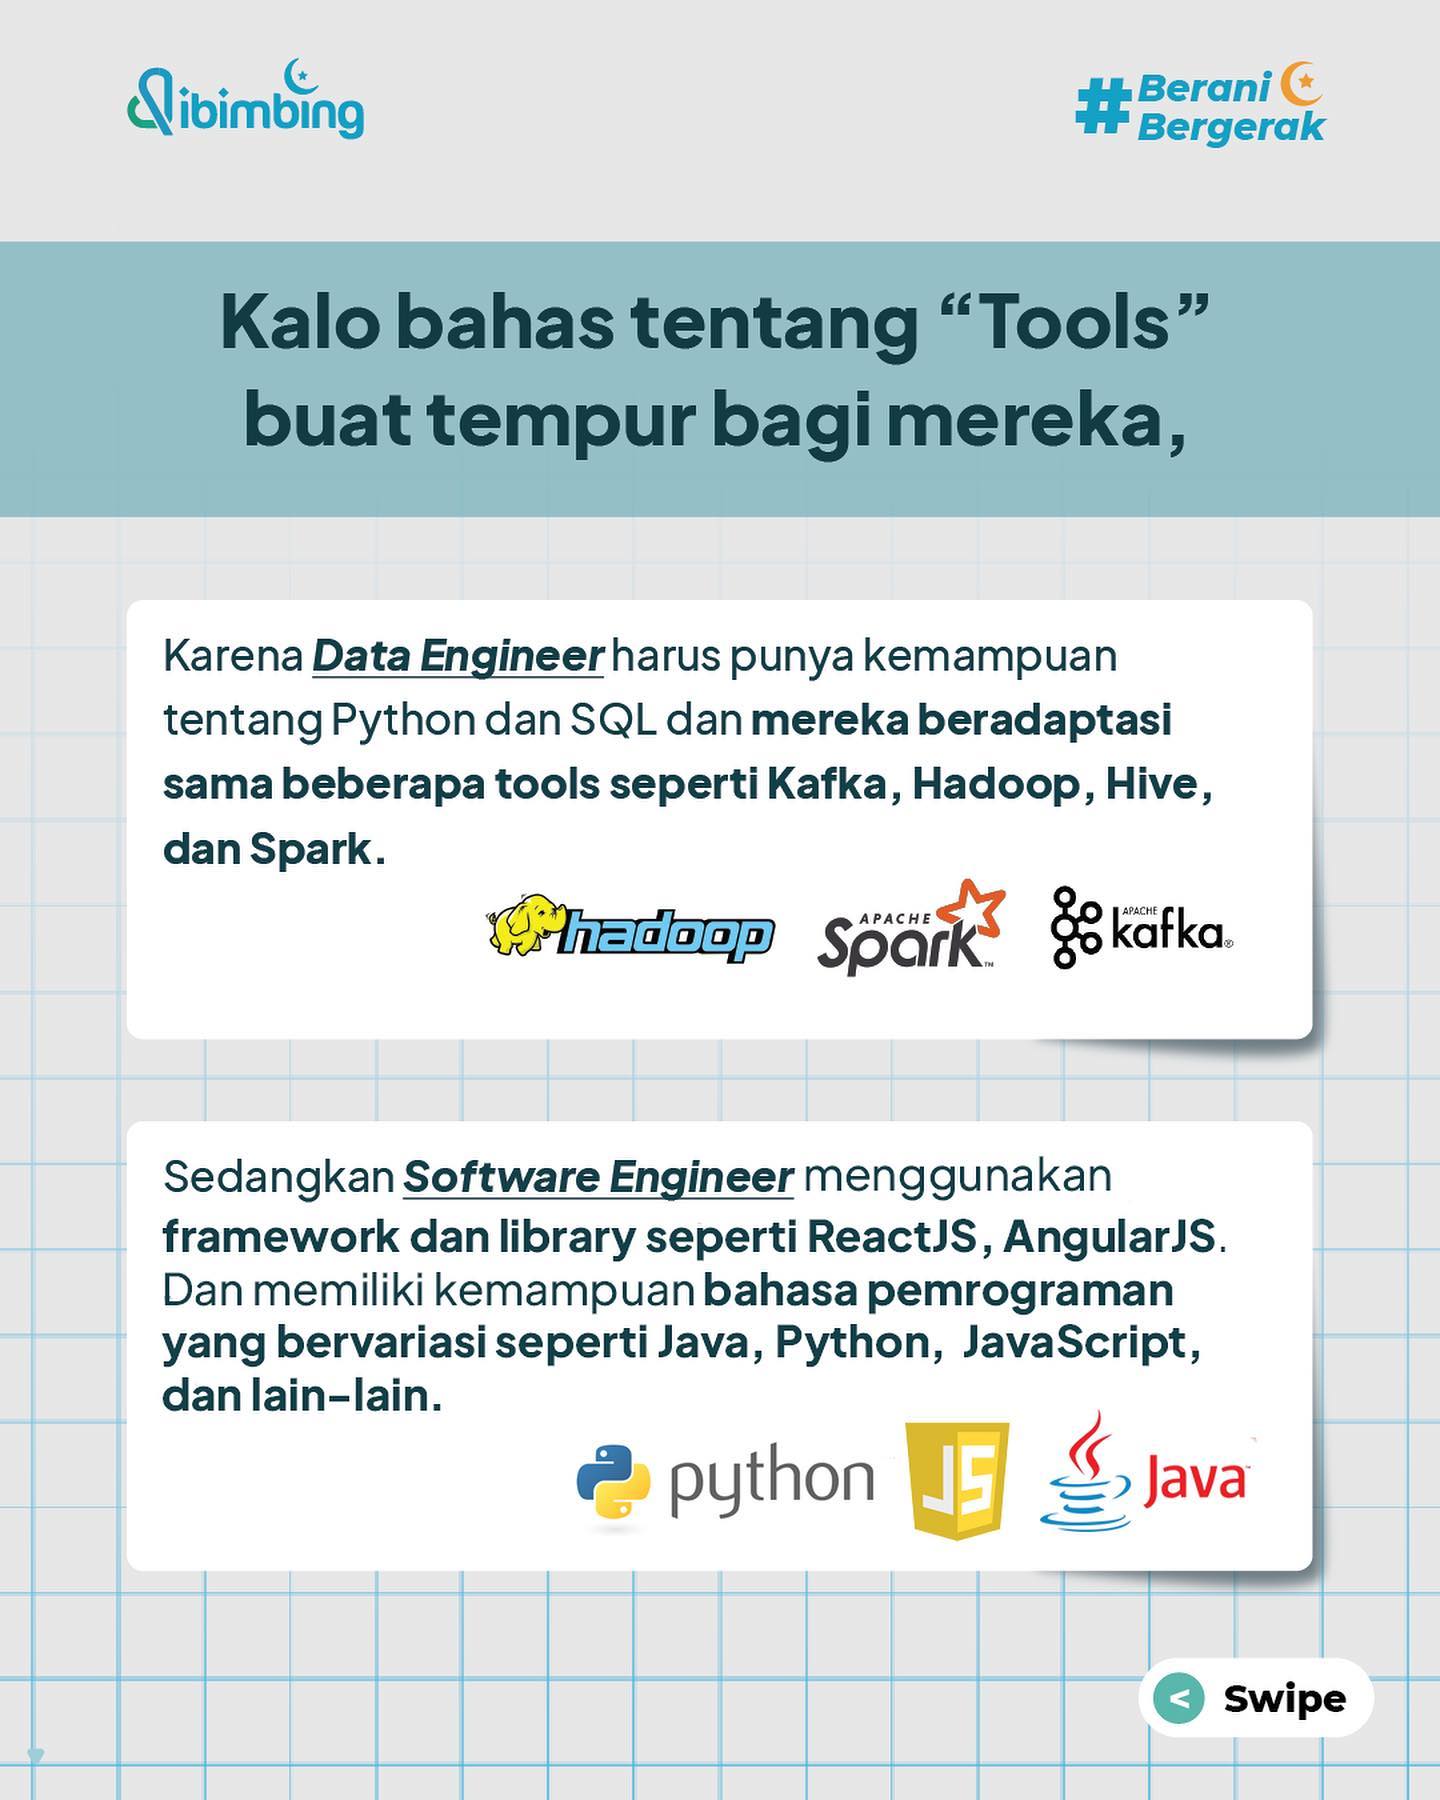 dibimbing
#Berani
Bergerak
Kalo bahas tentang “Tools”
buat tempur bagi mereka,
Karena Data Engineer harus punya kemampuan
tentang Python dan SQL dan mereka beradaptasi
sama beberapa tools seperti Kafka, Hadoop, Hive,
dan Spark.
hadoop
APACHE
Spark™
APACHE
kafka®
Sedangkan Software Engineer menggunakan
framework dan library seperti ReactJS, AngularJS.
Dan memiliki kemampuan bahasa pemrograman
yang bervariasi seperti Java, Python, JavaScript,
dan lain-lain.
python
JS
Java™
< Swipe